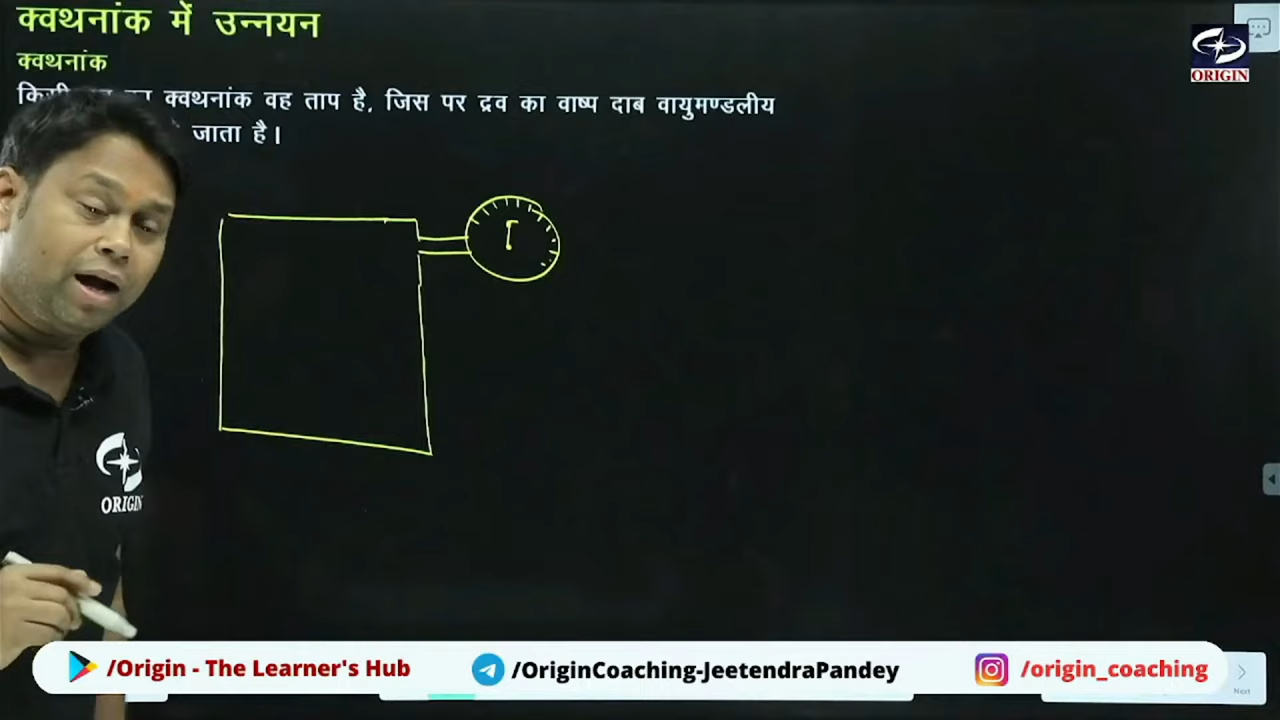 क्वथनांक में उन्नयन
क्वथनांक
क्वथनांक वह ताप है, जिस पर द्रव का वाष्प दाब वायुमण्डलीय
जाता है।
ORIGIN
ORIGIN
/Origin - The Learner's Hub
/OriginCoaching-JeetendraPandey
/origin_coaching
Next